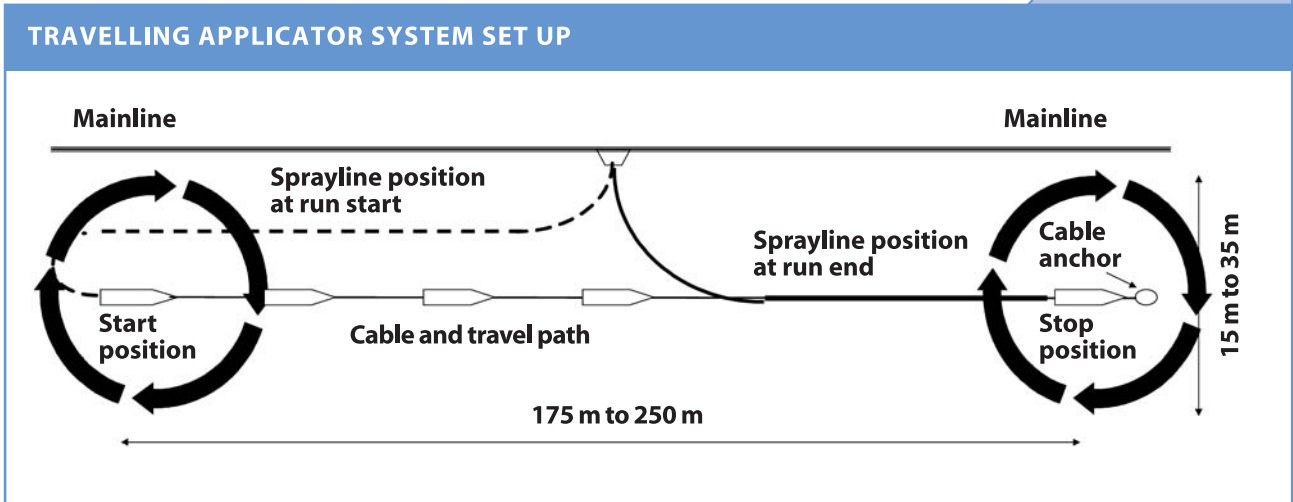 TRAVELLING APPLICATOR SYSTEM SET UP
Mainline
Mainline
Sprayline position
at run start
Sprayline position
at run end
Cable
anchor
Start
position
Cable and travel path
Stop
position
15 m to 35 m
175 m to 250 m